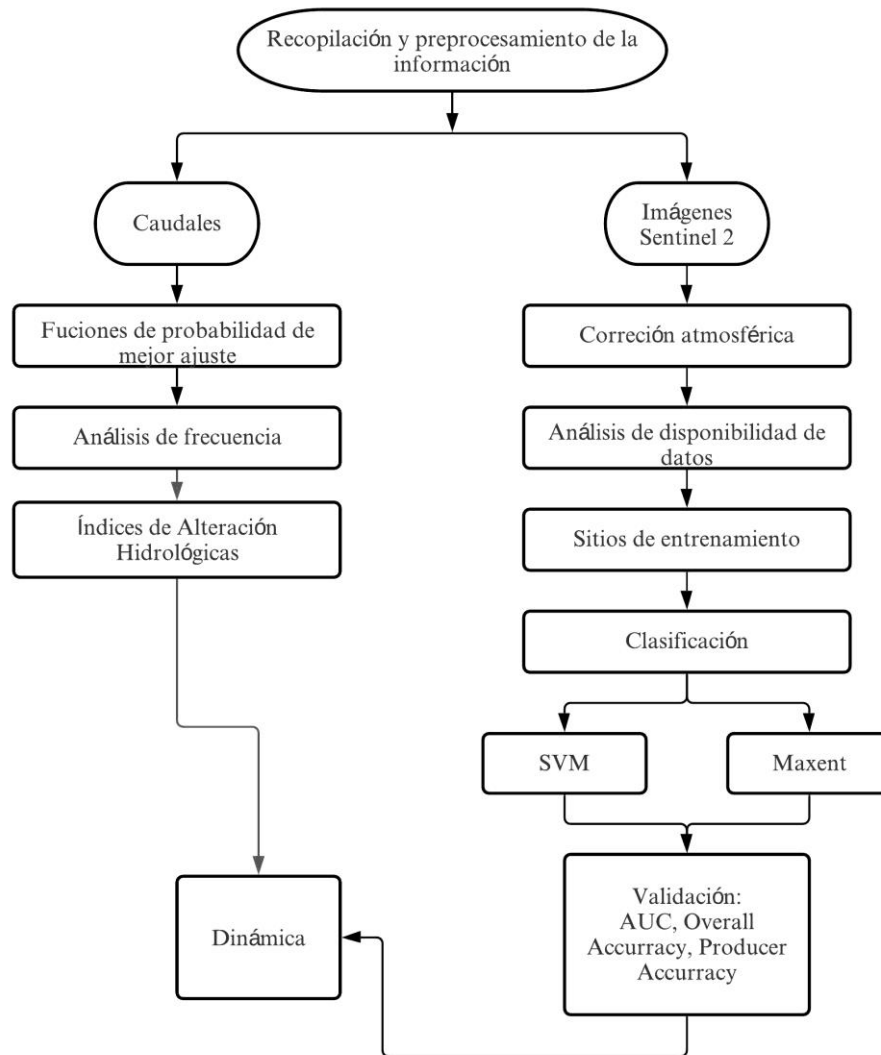 Recopilación y preprocesamiento de la
información
Caudales
Imágenes
Sentinel 2
Fuciones de probabilidad de
mejor ajuste
Correción atmosférica
Análisis de frecuencia
Análisis de disponibilidad de
datos
Índices de Alteración
Hidrológicas
Sitios de entrenamiento
Clasificación
SVM
Maxent
Validación:
AUC, Overall
Accurracy, Producer
Accurracy
Dinámica